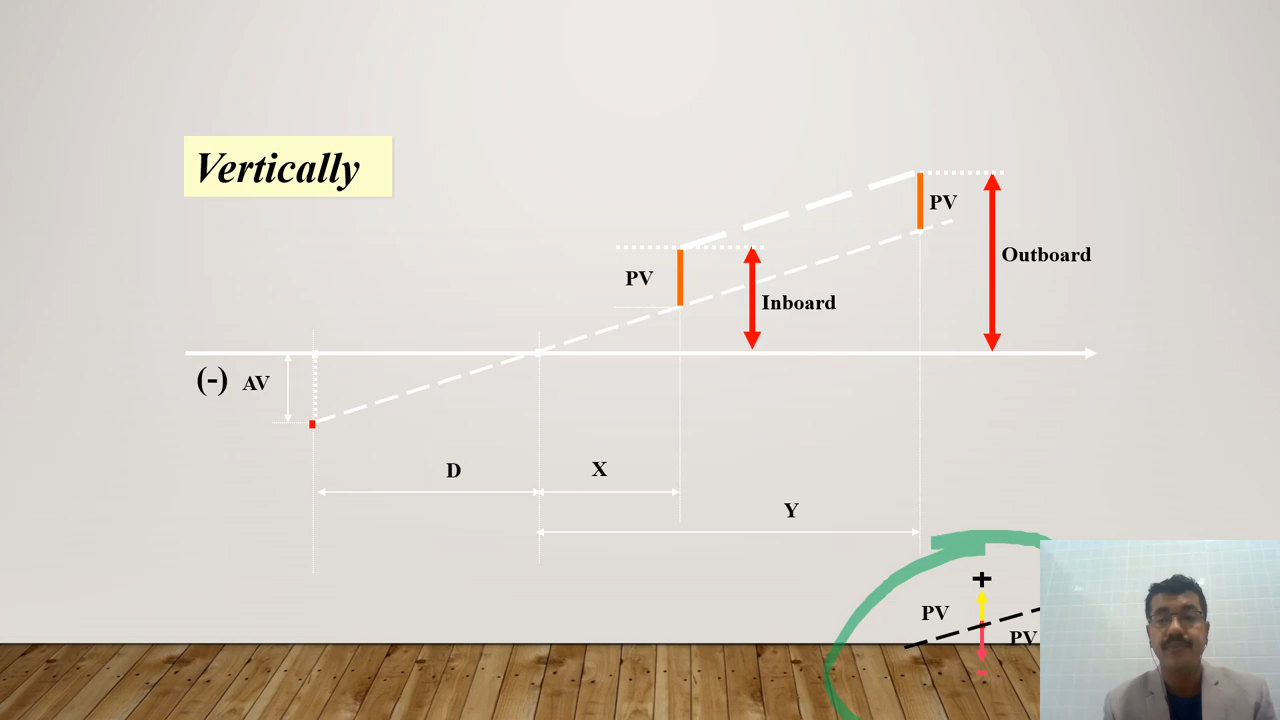 Vertically
PV
PV
Outboard
Inboard
(-) AV
D
X
Y
+
PV
PV
-